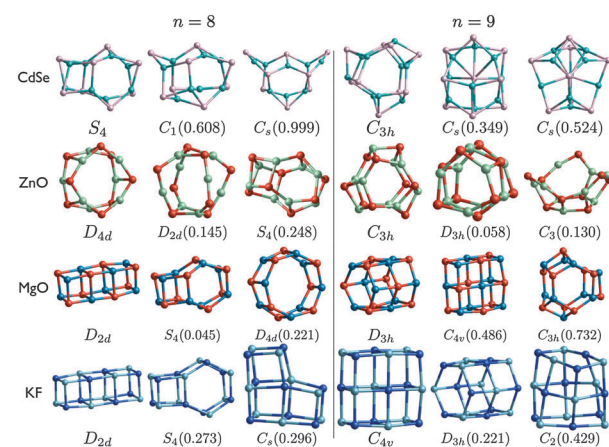 n = 8 n = 9
CdSe
S₄ C₁(0.608) Cₛ(0.999) C₃ₕ Cₛ(0.349) Cₛ(0.524)
ZnO
D₄d D₂d(0.145) S₄(0.248) C₃ₕ D₃ₕ(0.058) C₃(0.130)
MgO
D₂d S₄(0.045) D₄d(0.221) D₃ₕ C₄ᵥ(0.486) C₃ₕ(0.732)
KF
D₂d S₄(0.273) Cₛ(0.296) C₄ᵥ D₃ₕ(0.221) C₂(0.429)